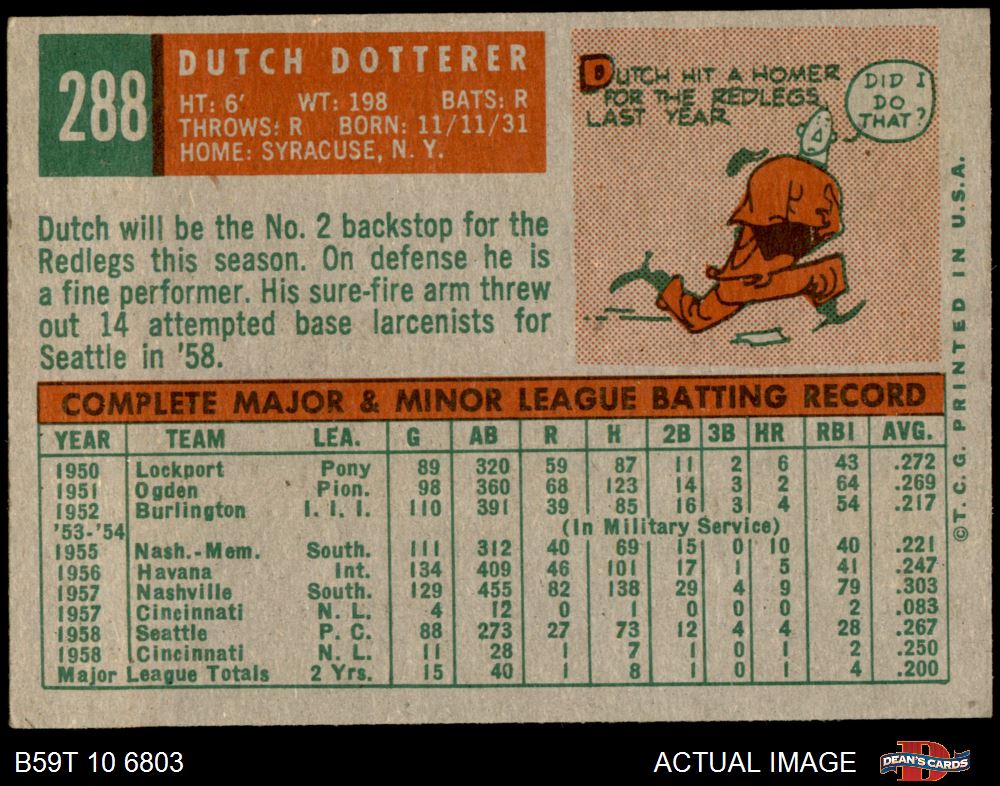 288
DUTCH DOTTERER
HT: 6' WT: 198 BATS: R
THROWS: R BORN: 11/11/31
HOME: SYRACUSE, N. Y.
DUTCH HIT A HOMER
FOR THE REDLEGS
LAST YEAR
DID I
DO
THAT?
Dutch will be the No. 2 backstop for the
Redlegs this season. On defense he is
a fine performer. His sure-fire arm threw
out 14 attempted base larcenists for
Seattle in '58.
COMPLETE MAJOR & MINOR LEAGUE BATTING RECORD
YEAR TEAM LEA. G AB R H 2B 3B HR RBI AVG.
1950 Lockport Pony 89 320 59 87 11 2 6 43 .272
1951 Ogden Pion. 98 360 68 123 14 3 2 64 .269
1952 Burlington I. I. I. 110 391 39 85 16 3 4 54 .217
'53-'54 (In Military Service)
1955 Nash.-Mem. South. 111 312 40 69 15 0 10 40 .221
1956 Havana Int. 134 409 46 101 17 1 5 41 .247
1957 Nashville South. 129 455 82 138 29 4 9 79 .303
1957 Cincinnati N. L. 4 12 0 1 0 0 0 2 .083
1958 Seattle P. C. 88 273 27 73 12 4 4 28 .267
1958 Cincinnati N. L. 11 28 1 7 1 0 1 2 .250
Major League Totals 2 Yrs. 15 40 1 8 1 0 1 4 .200
©T. C. G. PRINTED IN U.S.A.
B59T 10 6803
ACTUAL IMAGE
D
DEAN'S CARDS